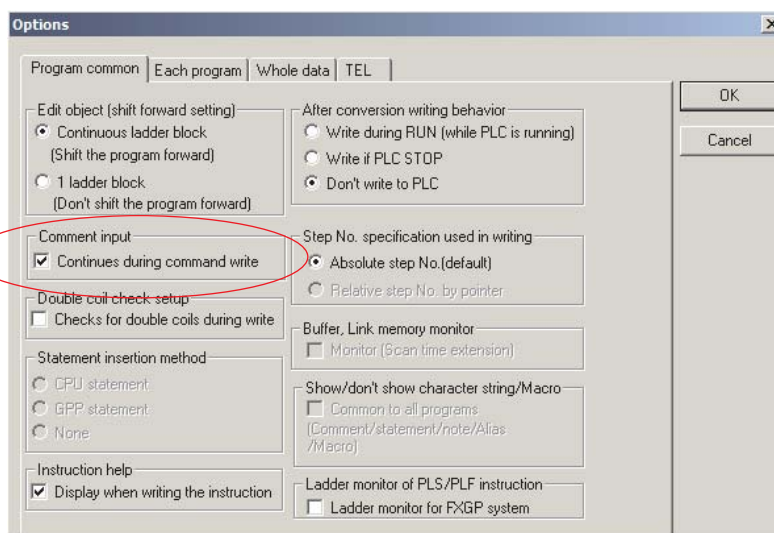 Options
Program common Each program Whole data TEL
OK
Cancel
Edit object (shift forward setting)
Continuous ladder block
(Shift the program forward)
1 ladder block
(Don't shift the program forward)
Comment input
Continues during command write
Double coil check setup
Checks for double coils during write
Statement insertion method
CPU statement
GPP statement
None
Instruction help
Display when writing the instruction
After conversion writing behavior
Write during RUN (while PLC is running)
Write if PLC STOP
Don't write to PLC
Step No. specification used in writing
Absolute step No.(default)
Relative step No. by pointer
Buffer, Link memory monitor
Monitor (Scan time extension)
Show/don't show character string/Macro
Common to all programs
(Comment/statement/note/Alias
/Macro)
Ladder monitor of PLS/PLF instruction
Ladder monitor for FXGP system